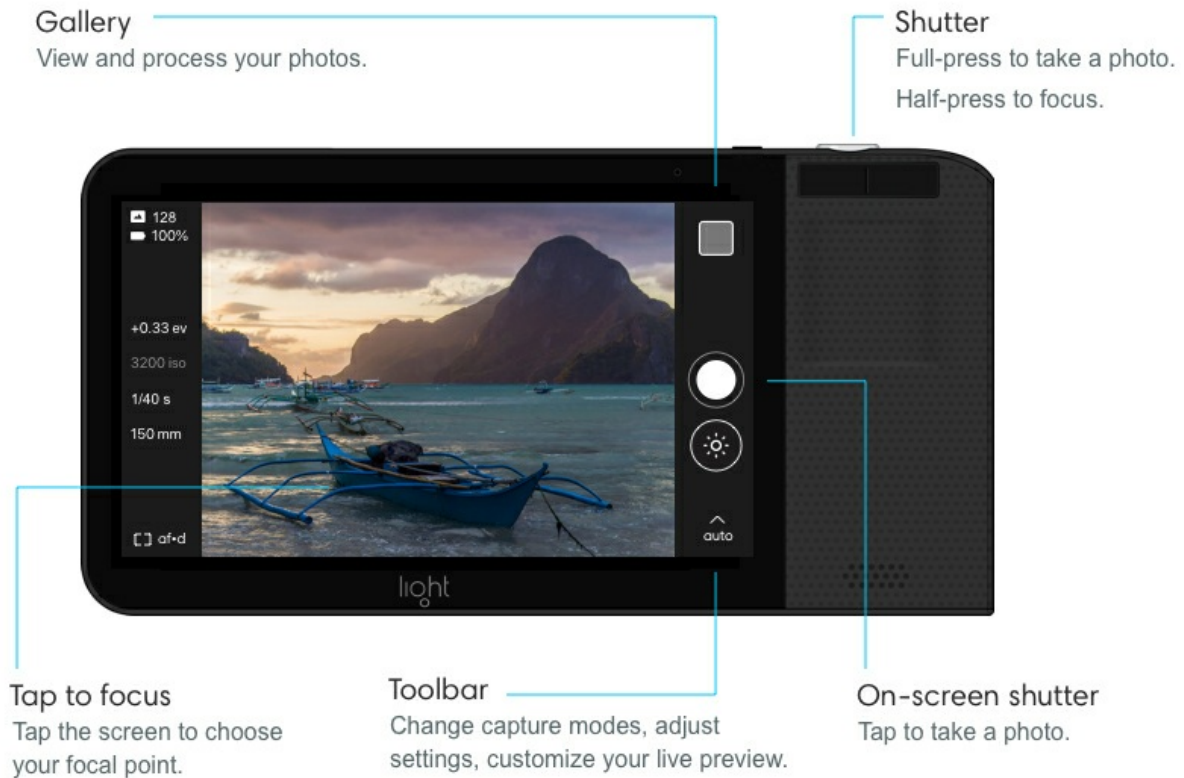 Gallery
View and process your photos.
Shutter
Full-press to take a photo.
Half-press to focus.
128
100%
+0.33 ev
3200 iso
1/40 s
150 mm
af•d
auto
light
Tap to focus
Tap the screen to choose
your focal point.
Toolbar
Change capture modes, adjust
settings, customize your live preview.
On-screen shutter
Tap to take a photo.